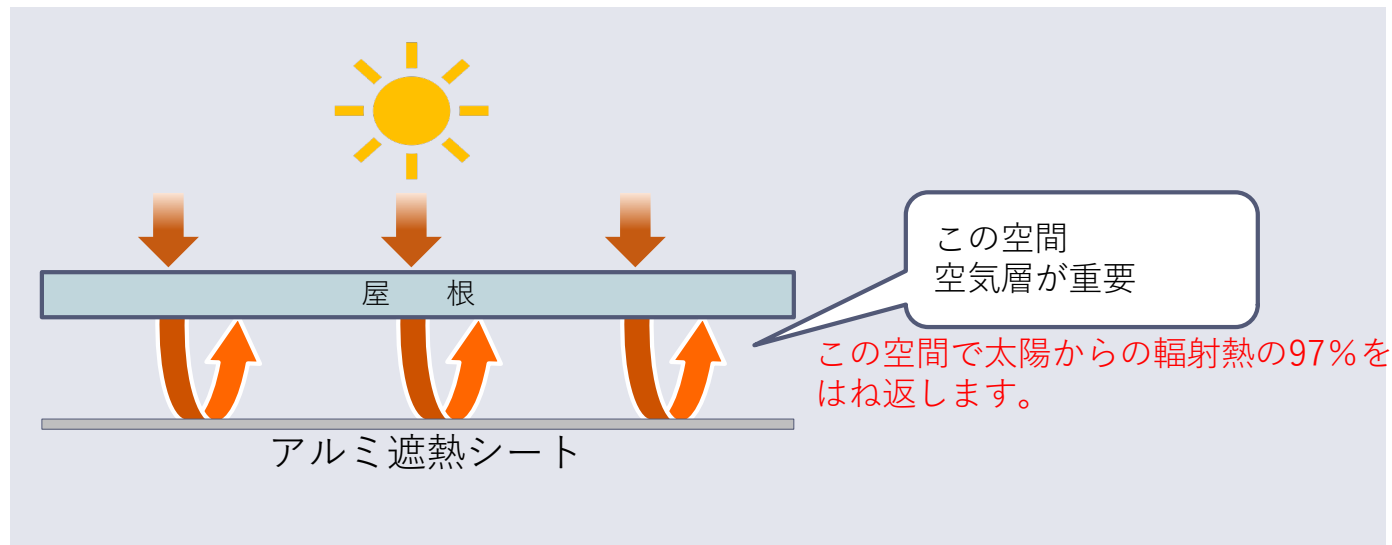 屋　根
この空間
空気層が重要
この空間で太陽からの輻射熱の97%を
はね返します。
アルミ遮熱シート